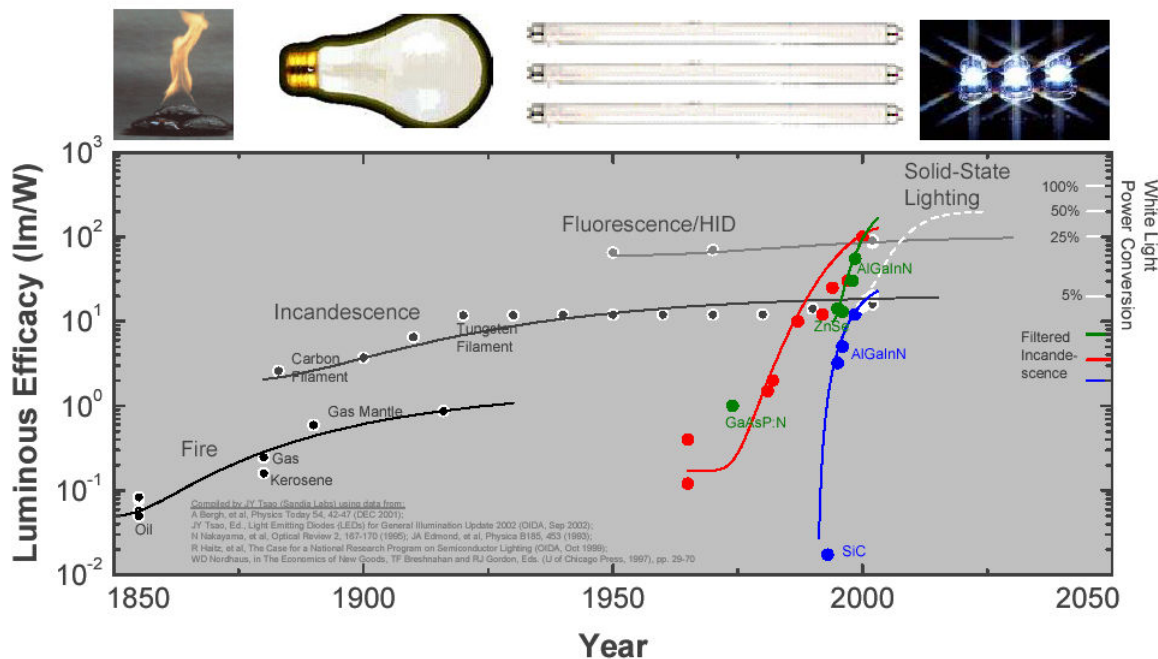 10³
10²
10¹
10⁰
10⁻¹
10⁻²
Luminous Efficacy (lm/W)
Solid-State
Lighting
Fluorescence/HID
Incandescence
Fire
AlGaInN
ZnSe
AlGaInN
GaAsP:N
SiC
Tungsten
Filament
Carbon
Filament
Gas Mantle
Gas
Kerosene
Oil
100%
50%
25%
5%
White Light
Power Conversion
Filtered
Incande-
scence
Compiled by JY Tsao (Sandia Labs) using data from:
A Bergh, et al, Physics Today 54, 42-47 (DEC 2001);
JY Tsao, Ed., Light Emitting Diodes (LEDs) for General Illumination Update 2002 (OIDA, Sep 2002);
N Nakayama, et al, Optical Review 2, 167-170 (1995); JA Edmond, et al, Physica B185, 453 (1993);
R Haitz, et al, The Case for a National Research Program on Semiconductor Lighting (OIDA, Oct 1999);
WD Nordhaus, in The Economics of New Goods, TF Breshnahan and RJ Gordon, Eds. (U of Chicago Press, 1997), pp. 29-70
1850
1900
1950
2000
2050
Year